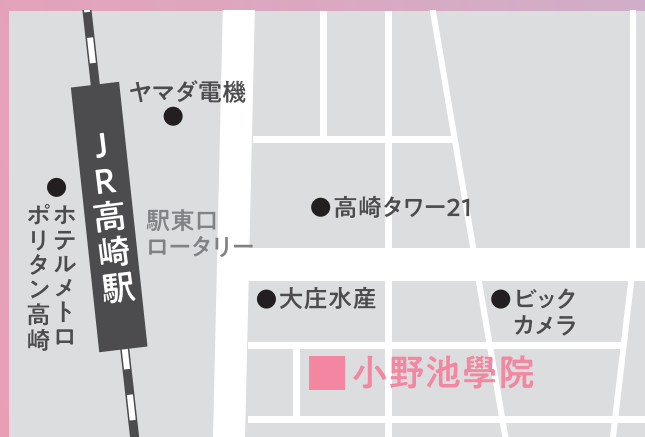 ヤマダ電機
JR高崎駅
ホテルメトロ
ポリタン高崎
駅東口
ロータリー
高崎タワー21
大庄水産
ビック
カメラ
小野池學院